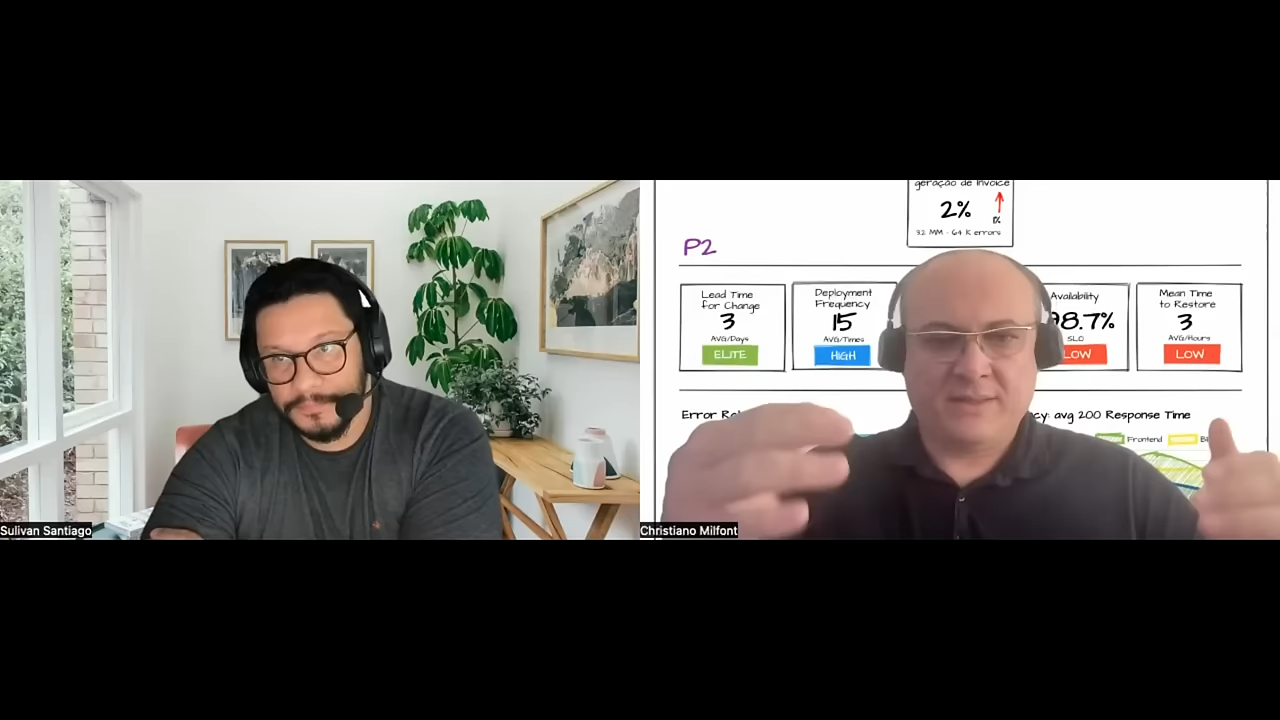 geração de Invoice
2%
1%
3.2 MM - 64 K errors
P2
Lead Time
for Change
3
AVG/Days
ELITE
Deployment
Frequency
15
AVG/Times
HIGH
Availability
98.7%
SLO
LOW
Mean Time
to Restore
3
AVG/Hours
LOW
Error
avg 200 Response Time
Frontend
Sulivan Santiago
Christiano Milfont